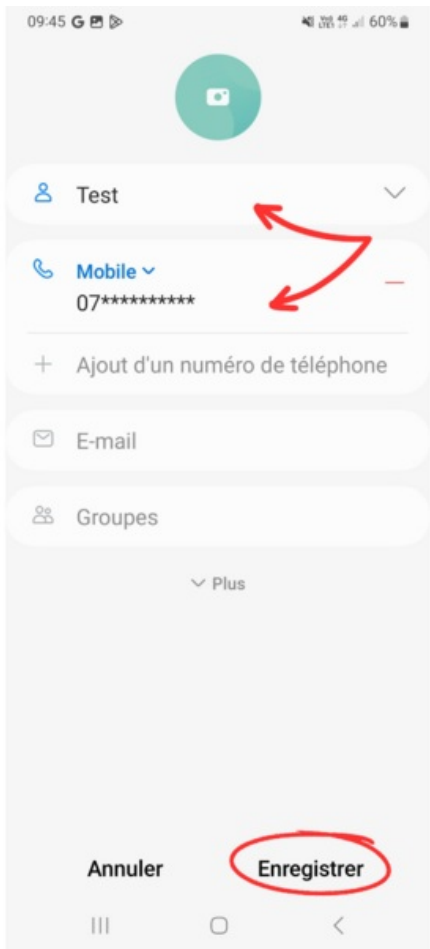 09:45 G 60%
Test
Mobile
07**********
Ajout d'un numéro de téléphone
E-mail
Groupes
Plus
Annuler Enregistrer